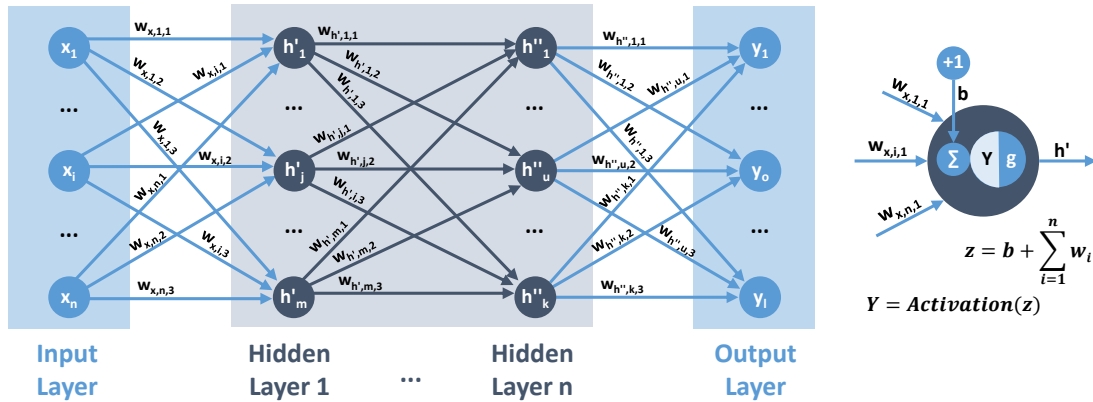 x1
...
xi
...
xn
wx,1,1
wx,1,2
wx,1,3
wx,i,1
wx,i,2
wx,i,3
wx,n,1
wx,n,2
wx,n,3
h'1
...
h'j
...
h'm
wh',1,1
wh',1,2
wh',1,3
wh',j,1
wh',j,2
wh',i,3
wh',m,1
wh',m,2
wh',m,3
h''1
...
h''u
...
h''k
wh'',1,1
wh'',1,2
wh'',1,3
wh'',u,1
wh'',u,2
wh'',u,3
wh'',k,1
wh'',k,2
wh'',k,3
y1
...
yo
...
yl
Input
Layer
Hidden
Layer 1
...
Hidden
Layer n
Output
Layer
+1
b
wx,1,1
wx,i,1
wx,n,1
Σ
Y
g
h'
z = b + ∑ i=1 n wi
Y = Activation(z)